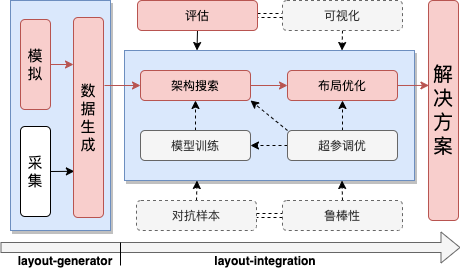 评估
可视化
模拟
采集
数据生成
架构搜索
布局优化
模型训练
超参调优
解决方案
对抗样本
鲁棒性
layout-generator
layout-integration